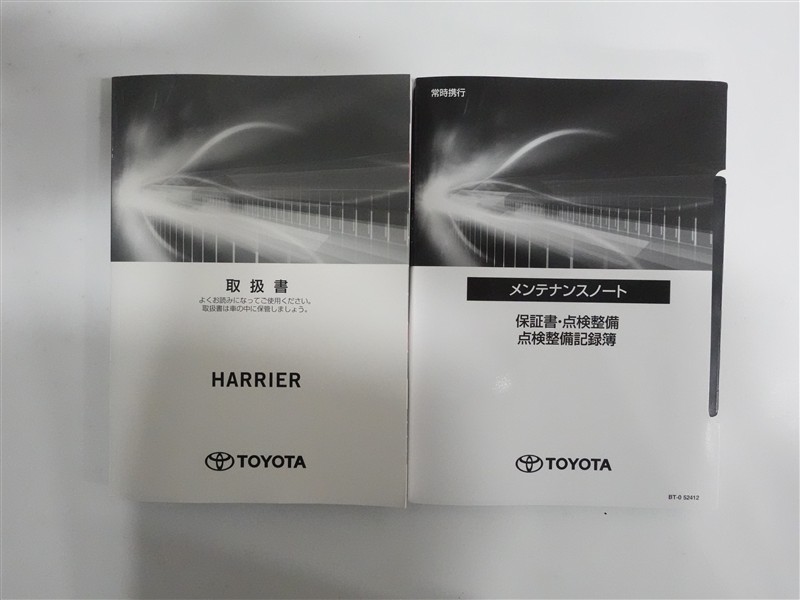 取扱書
よくお読みになってご使用ください。
取扱書は車の中に保管しましょう。
HARRIER
TOYOTA
常時携行
メンテナンスノート
保証書・点検整備
点検整備記録簿
TOYOTA
BT-0 52412